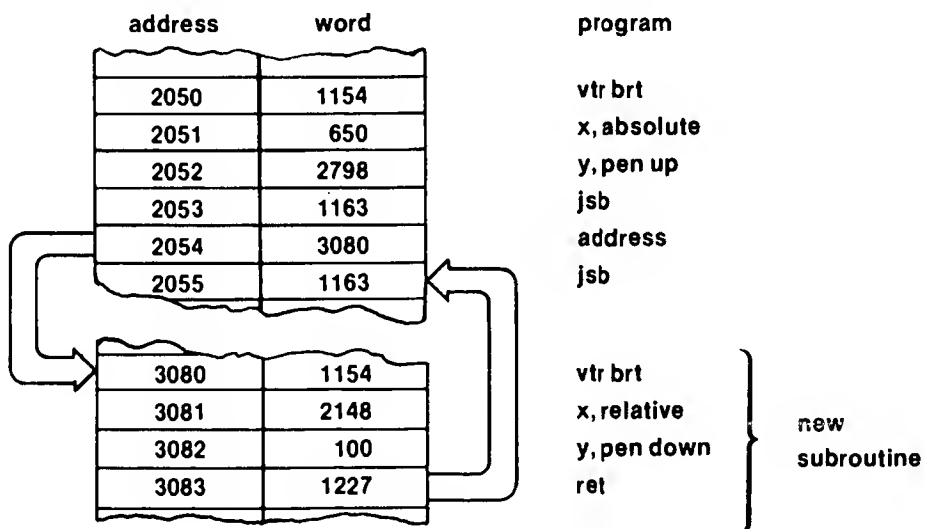 address word program
2050 1154 vtr brt
2051 650 x, absolute
2052 2798 y, pen up
2053 1163 jsb
2054 3080 address
2055 1163 jsb
3080 1154 vtr brt
3081 2148 x, relative
3082 100 y, pen down
3083 1227 ret
new
subroutine